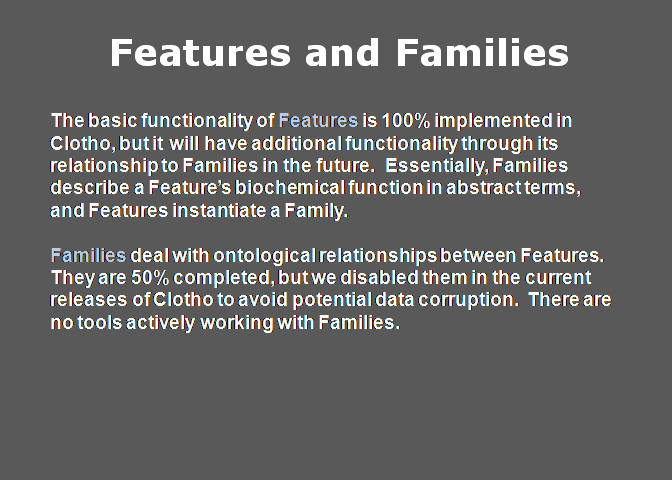 Features and Families
The basic functionality of Features is 100% implemented in
Clotho, but it will have additional functionality through its
relationship to Families in the future.  Essentially, Families
describe a Feature’s biochemical function in abstract terms,
and Features instantiate a Family.
Families deal with ontological relationships between Features.
They are 50% completed, but we disabled them in the current
releases of Clotho to avoid potential data corruption.  There are
no tools actively working with Families.